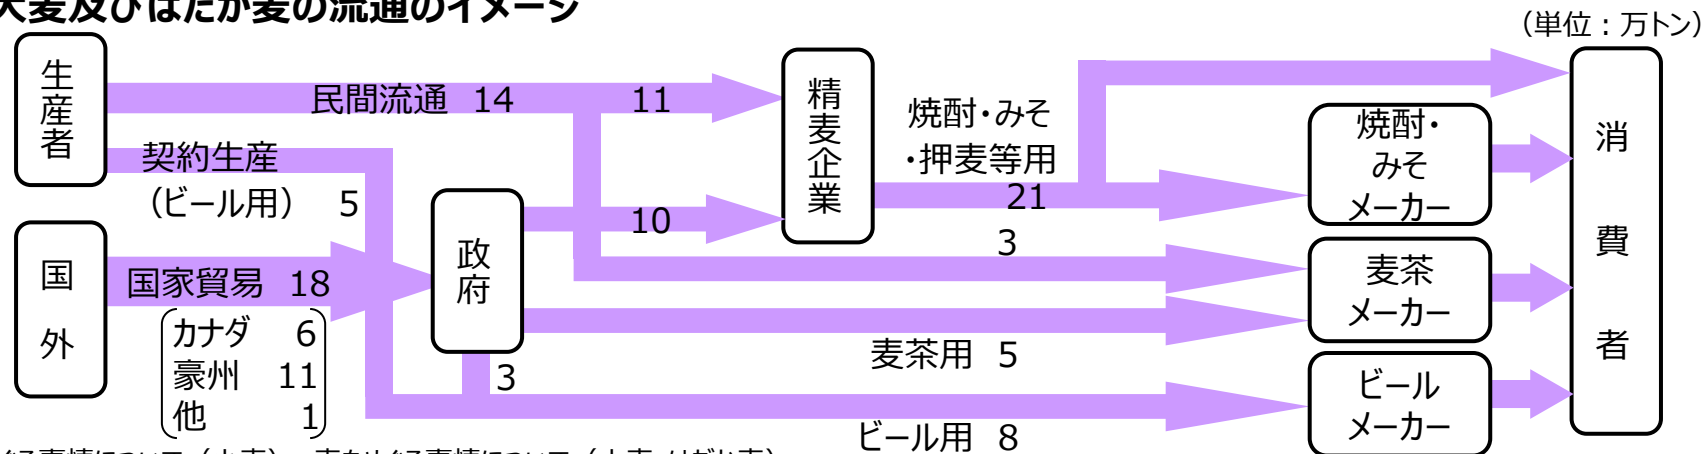 大麦及びはだか麦の流通のイメージ
（単位：万トン）
生産者
民間流通 14
11
契約生産
（ビール用） 5
国外
国家貿易 18
カナダ 6
豪州 11
他 1
政府
10
3
精麦企業
焼酎・みそ
・押麦等用
21
3
麦茶用 5
ビール用 8
焼酎・
みそ
メーカー
麦茶
メーカー
ビール
メーカー
消費者